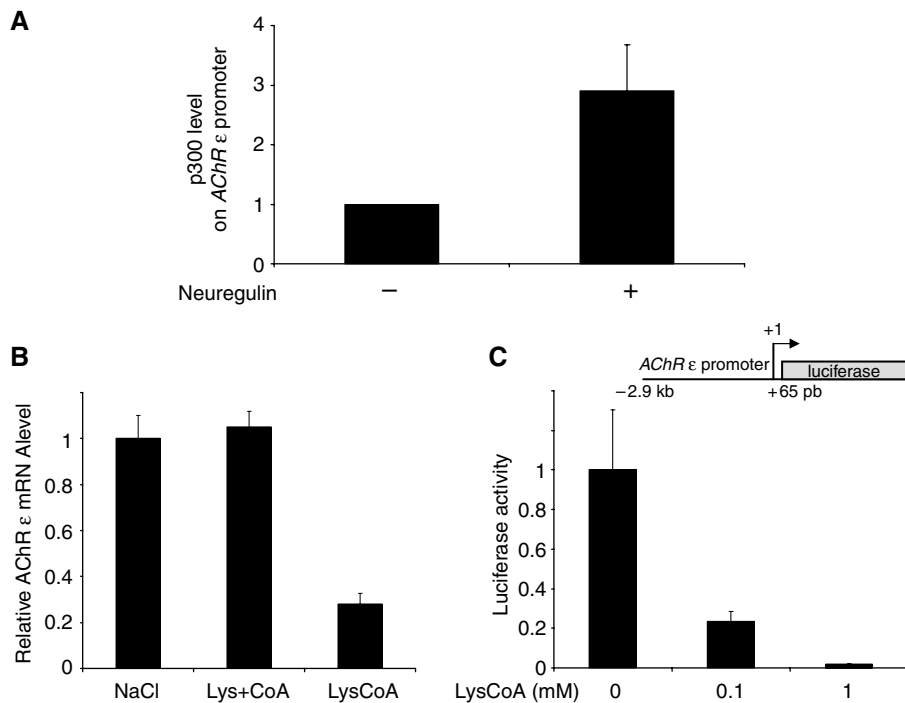 A
p300 level
on AChR ε promoter
4
3
2
1
0
Neuregulin
−
+
B
Relative AChR ε mRN Alevel
1
0.8
0.6
0.4
0.2
0
NaCl
Lys+CoA
LysCoA
C
+1
AChR ε promoter
luciferase
−2.9 kb
+65 pb
Luciferase activity
1
0.8
0.6
0.4
0.2
0
LysCoA (mM)
0
0.1
1